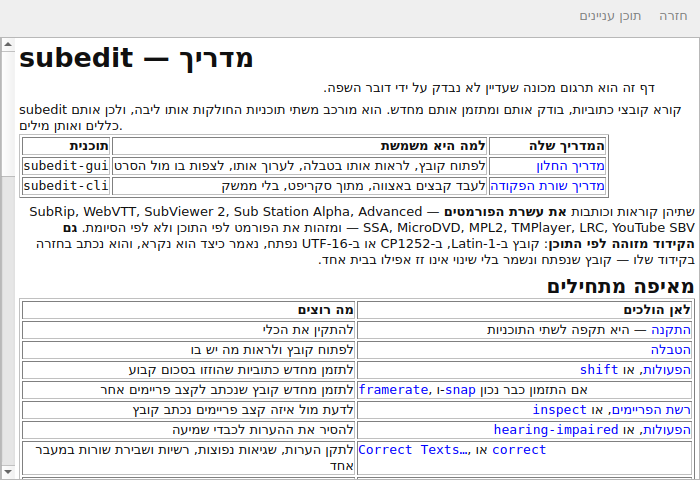 חזרה תוכן עניינים
מדריך — subedit
דף זה הוא תרגום מכונה שעדיין לא נבדק על ידי דובר השפה.
subedit קורא קובצי כתוביות, בודק אותם ומתזמן אותם מחדש. הוא מורכב משתי תוכניות החולקות אותו ליבה, ולכן אותם
כללים ואותן מילים.
תוכנית למה היא משמשת המדריך שלה
subedit-gui לפתוח קובץ, לראות אותו בטבלה, לערוך אותו, לצפות בו מול הסרט מדריך החלון
subedit-cli לעבד קבצים באצווה, מתוך סקריפט, בלי ממשק מדריך שורת הפקודה
שתיהן קוראות וכותבות את עשרת הפורמטים — SubRip, WebVTT, SubViewer 2, Sub Station Alpha, Advanced
SSA, MicroDVD, MPL2, TMPlayer, LRC, YouTube SBV — ומזהות את הפורמט לפי התוכן ולא לפי הסיומת. גם
הקידוד מזוהה לפי התוכן: קובץ ב-Latin-1, ב-CP1252 או ב-UTF-16 נפתח, נאמר כיצד הוא נקרא, והוא נכתב בחזרה
בקידוד שלו — קובץ שנפתח ונשמר בלי שינוי אינו זז אפילו בבית אחד.
מאיפה מתחילים
מה רוצים לאן הולכים
להתקין את הכלי התקנה — היא תקפה לשתי התוכניות
לפתוח קובץ ולראות מה יש בו הטבלה
לתזמן מחדש כתוביות שהוזזו בסכום קבוע הפעולות, או shift
לתזמן מחדש קובץ שנכתב לקצב פריימים אחר framerate, ו-snap אם התזמון כבר נכון
לדעת מול איזה קצב פריימים נכתב קובץ רשת הפריימים, או inspect
להסיר את ההערות לכבדי שמיעה הפעולות, או hearing-impaired
לתקן הערות, שגיאות נפוצות, רשיות ושבירת שורות במעבר Correct Texts…, או correct
אחד